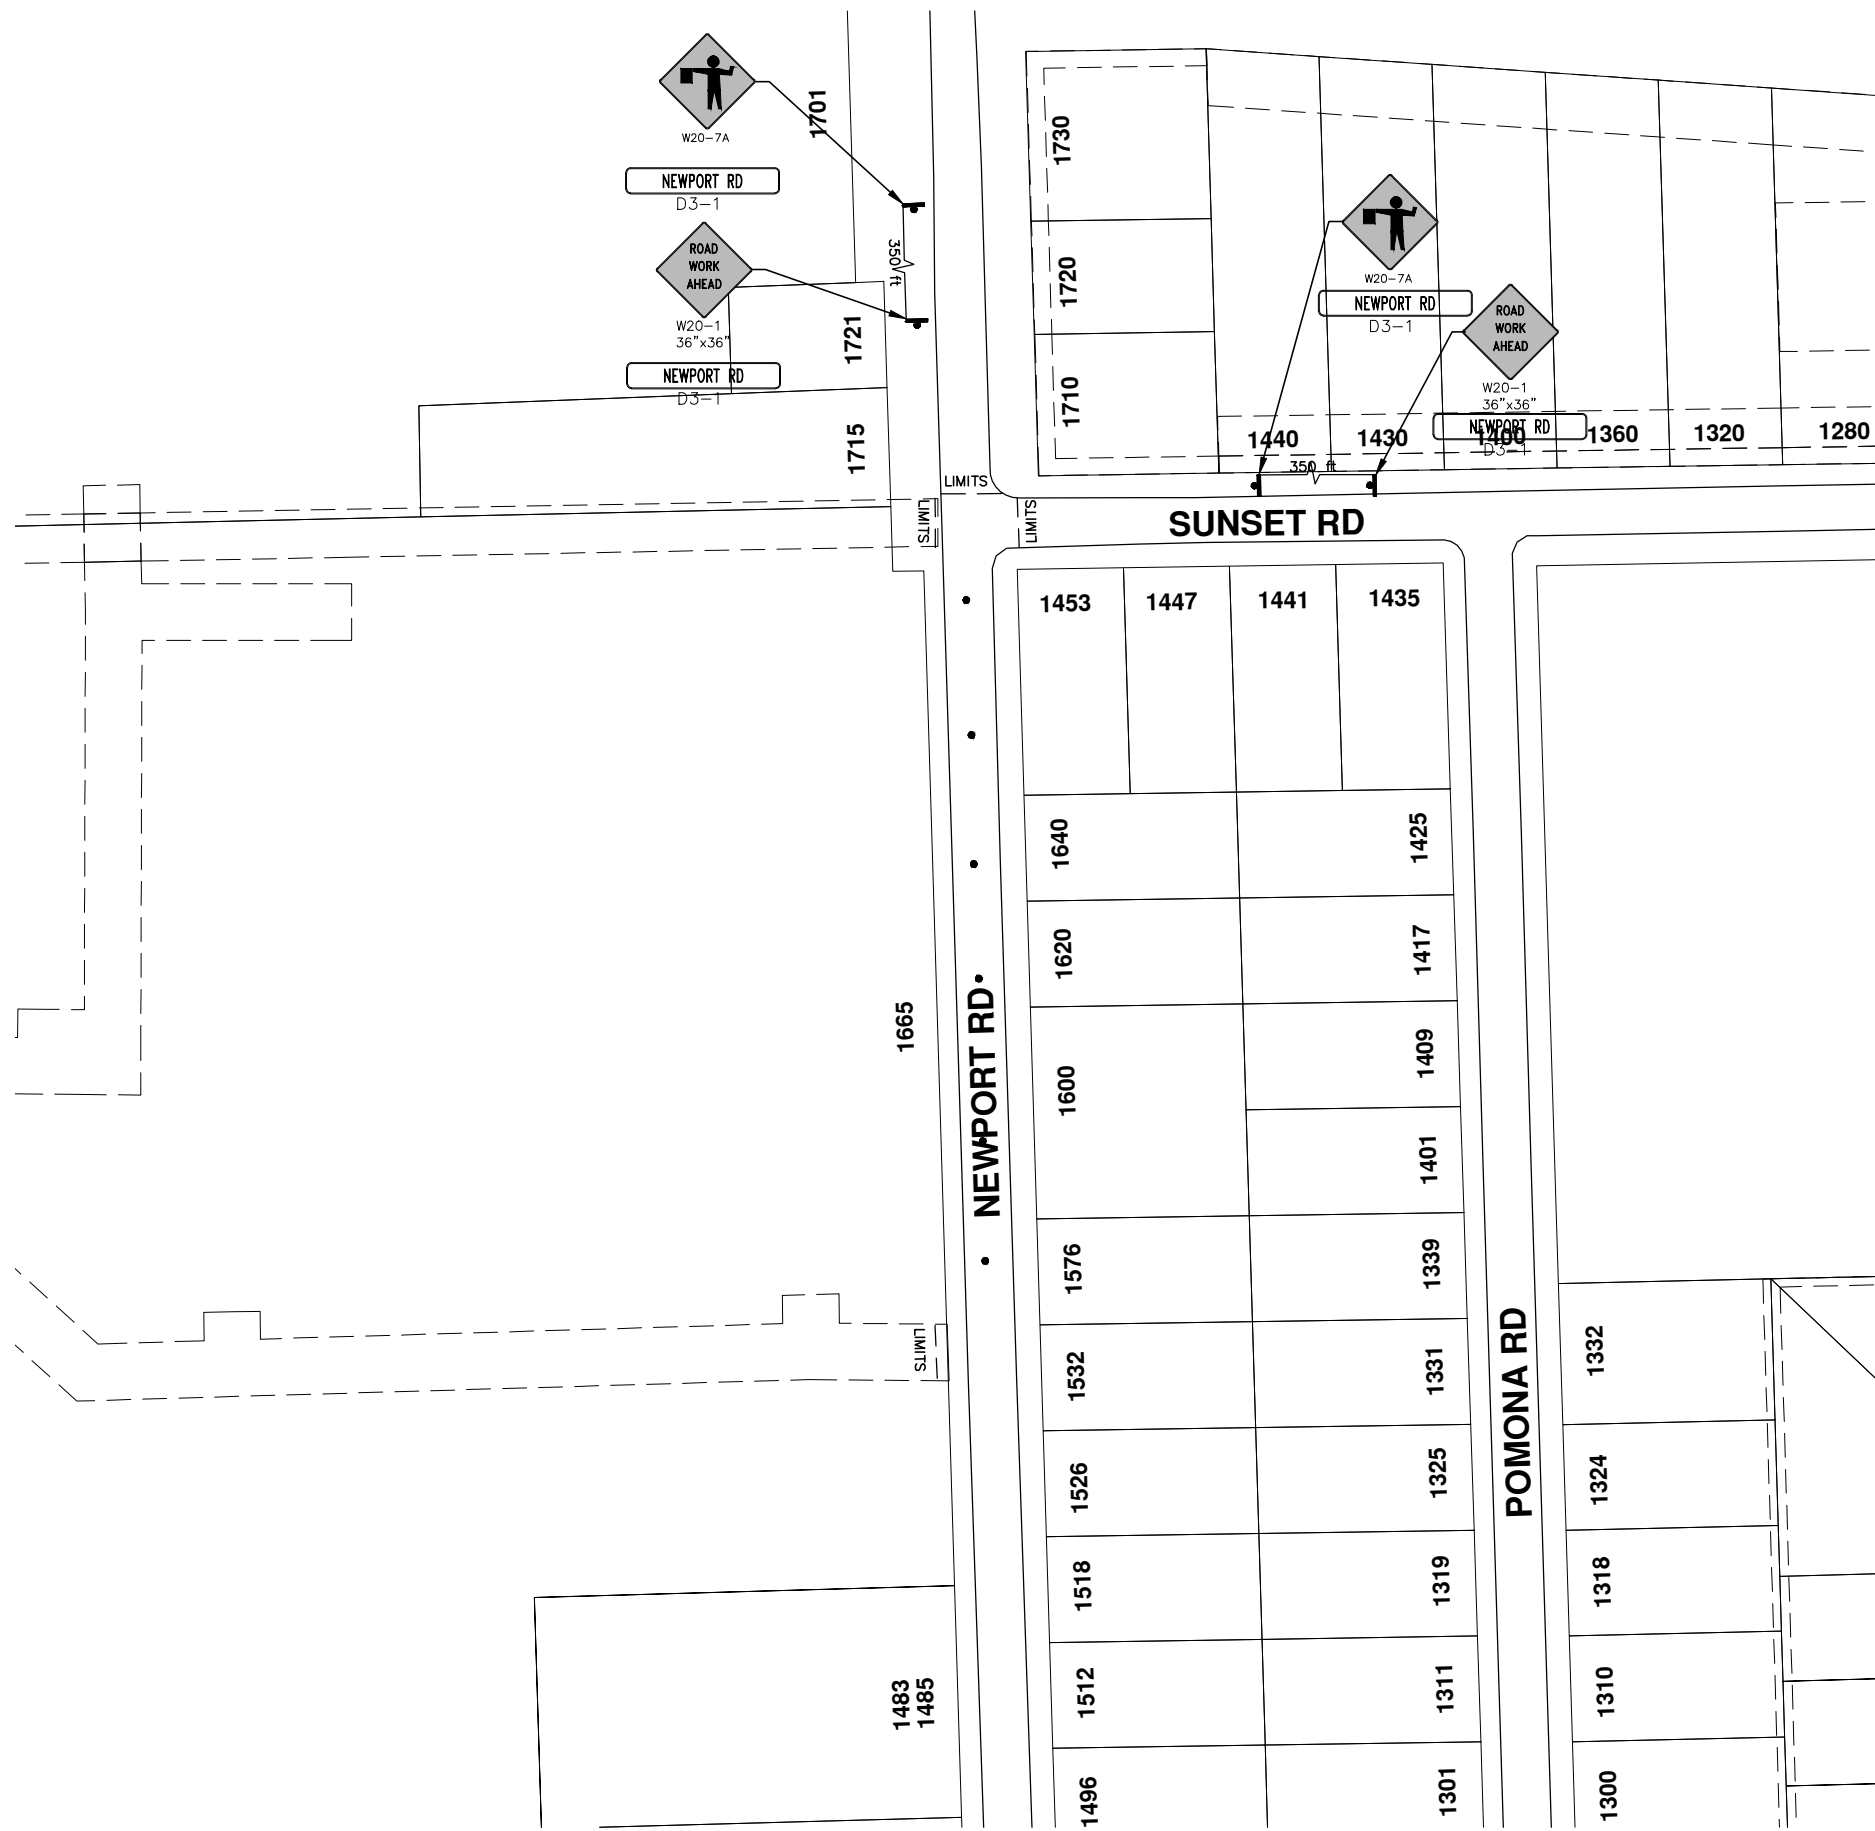 1701
W20-7A
NEWPORT RD
D3-1
ROAD
WORK
AHEAD
W20-1
36"x36"
NEWPORT RD
D3-1
350 ft
1721
1715
1730
1720
1710
W20-7A
NEWPORT RD
D3-1
ROAD
WORK
AHEAD
W20-1
36"x36"
NEWPORT RD
D3-1
1440
1430
1400
1360
1320
1280
350 ft
LIMITS
LIMITS
LIMITS
SUNSET RD
1453
1447
1441
1435
1640
1425
1620
1417
1665
NEWPORT RD
1600
1409
1401
1576
1339
LIMITS
1532
1331
1332
POMONA RD
1526
1325
1324
1518
1319
1318
1483
1485
1512
1311
1310
1496
1301
1300